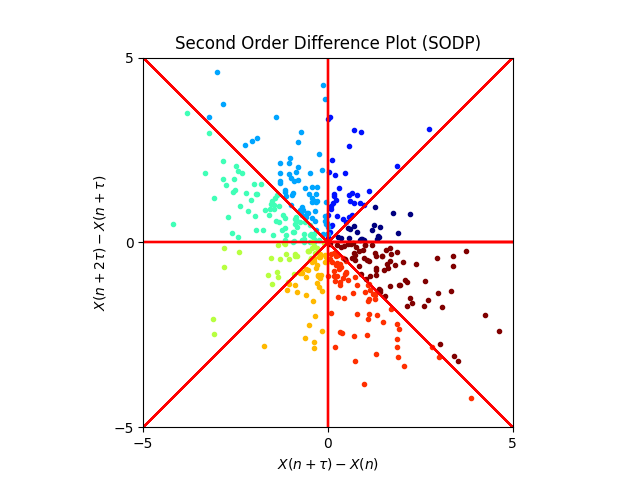 Second Order Difference Plot (SODP)
5
0
−5
X(n + 2τ) − X(n + τ)
−5
0
5
X(n + τ) − X(n)